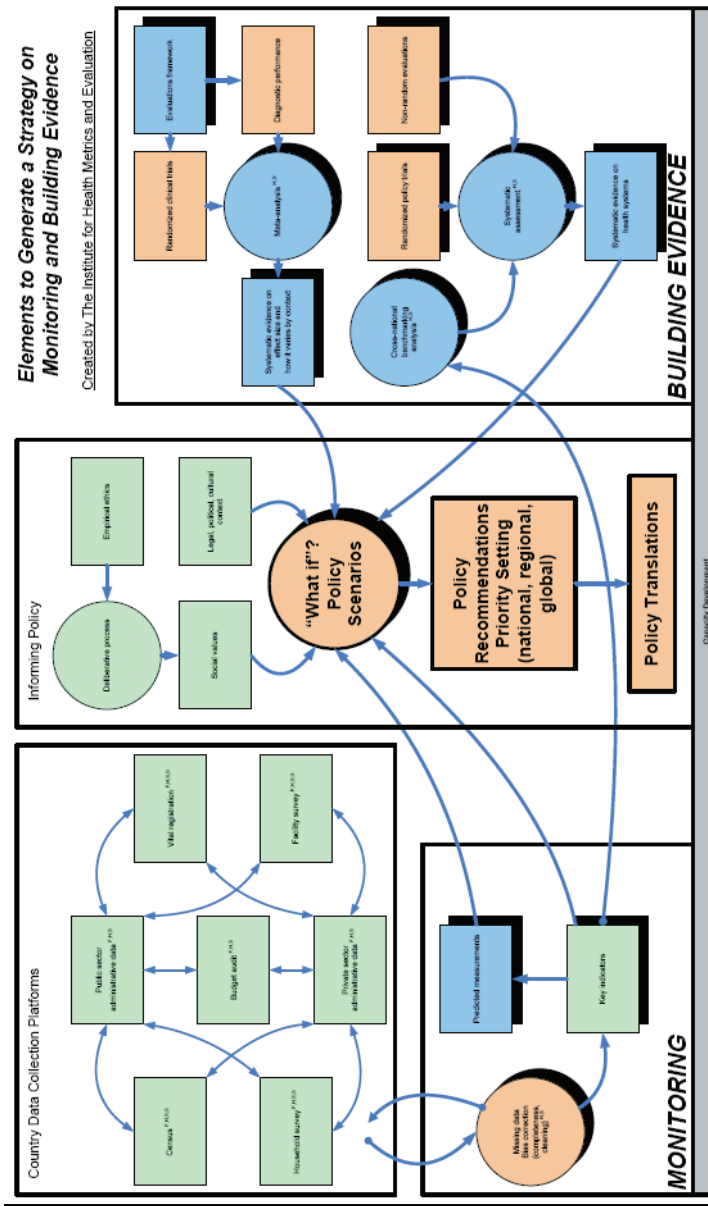 Elements to Generate a Strategy on
Monitoring and Building Evidence
Created by The Institute for Health Metrics and Evaluation
Country Data Collection Platforms
Census F,H,S,0
Household survey F,H,S,0
Public sector
administrative data F,H,S
Budget audit F,H,S
Private sector
administrative data F,H,S
Vital registration F,H,S,0
Facility survey F,H,S,0
MONITORING
Missing data
Bias correction
(completeness,
cleaning) H,S
Predicted measurements
Key indicators
Informing Policy
Deliberative process
Empirical ethics
Social values
Legal, political, cultural
context
“What if”?
Policy
Scenarios
Policy
Recommendations
Priority Setting
(national, regional,
global)
Policy Translations
Randomized clinical trials
Evaluations framework
Meta-analysis H,S
Diagnostic performance
Systematic evidence on
effect size and
how it varies by context
Cross-national
benchmarking
analysis H,S
Randomized policy trials
Non-random evaluations
Systematic
assessment H,S
Systematic evidence on
health systems
BUILDING EVIDENCE
Capacity Development